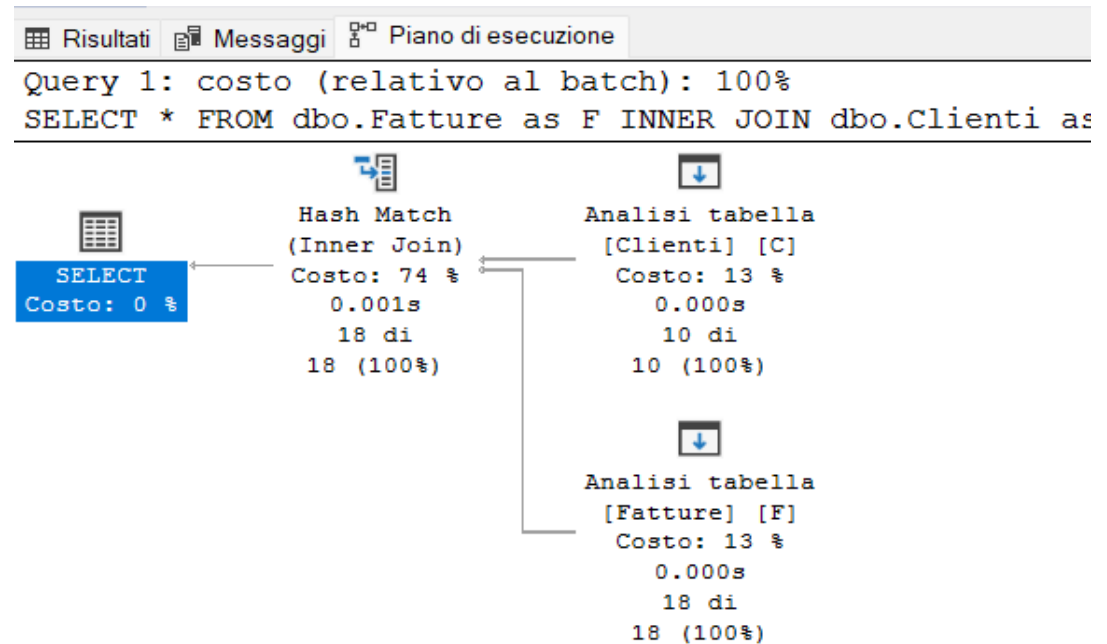 Risultati Messaggi Piano di esecuzione
Query 1: costo (relativo al batch): 100%
SELECT * FROM dbo.Fatture as F INNER JOIN dbo.Clienti as
SELECT
Costo: 0 %
Hash Match
(Inner Join)
Costo: 74 %
0.001s
18 di
18 (100%)
Analisi tabella
[Clienti] [C]
Costo: 13 %
0.000s
10 di
10 (100%)
Analisi tabella
[Fatture] [F]
Costo: 13 %
0.000s
18 di
18 (100%)